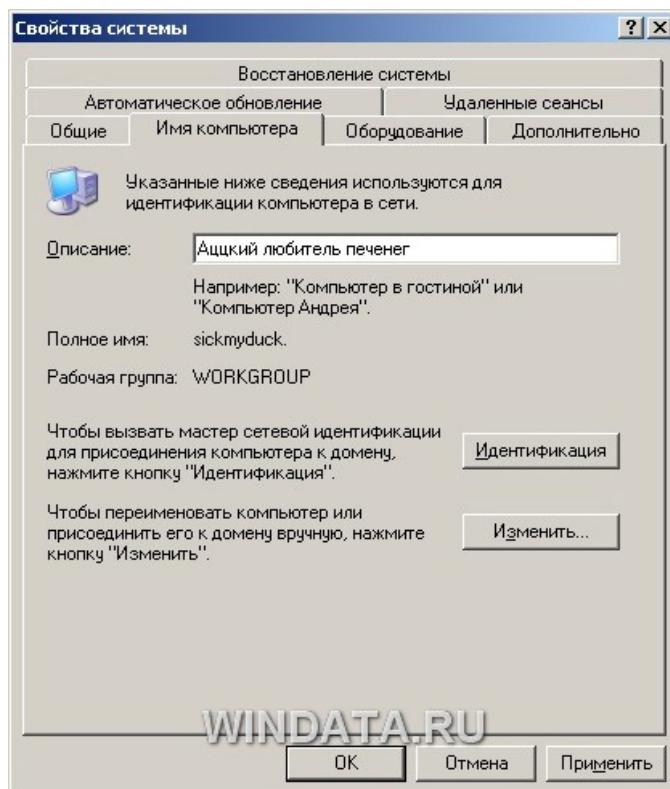 Свойства системы
Восстановление системы
Автоматическое обновление
Удаленные сеансы
Общие
Имя компьютера
Оборудование
Дополнительно
Указанные ниже сведения используются для
идентификации компьютера в сети.
Описание:
Аццкий любитель печенег
Например: "Компьютер в гостиной" или
"Компьютер Андрея".
Полное имя:
sickmyduck.
Рабочая группа:
WORKGROUP
Чтобы вызвать мастер сетевой идентификации
для присоединения компьютера к домену,
нажмите кнопку "Идентификация".
Идентификация
Чтобы переименовать компьютер или
присоединить его к домену вручную, нажмите
кнопку "Изменить".
Изменить...
WINDATA.RU
OK
Отмена
Применить